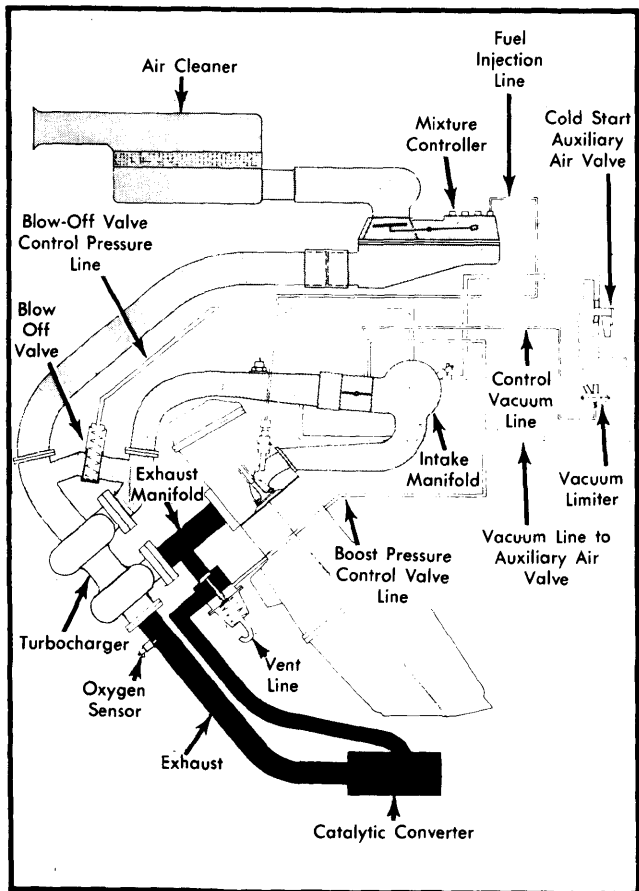 Air Cleaner
Fuel
Injection
Line
Mixture
Controller
Cold Start
Auxiliary
Air Valve
Blow-Off Valve
Control Pressure
Line
Blow
Off
Valve
Control
Vacuum
Line
Exhaust
Manifold
Intake
Manifold
Vacuum
Limiter
Boost Pressure
Control Valve
Line
Vacuum Line to
Auxiliary Air
Valve
Turbocharger
Vent
Line
Oxygen
Sensor
Exhaust
Catalytic Converter